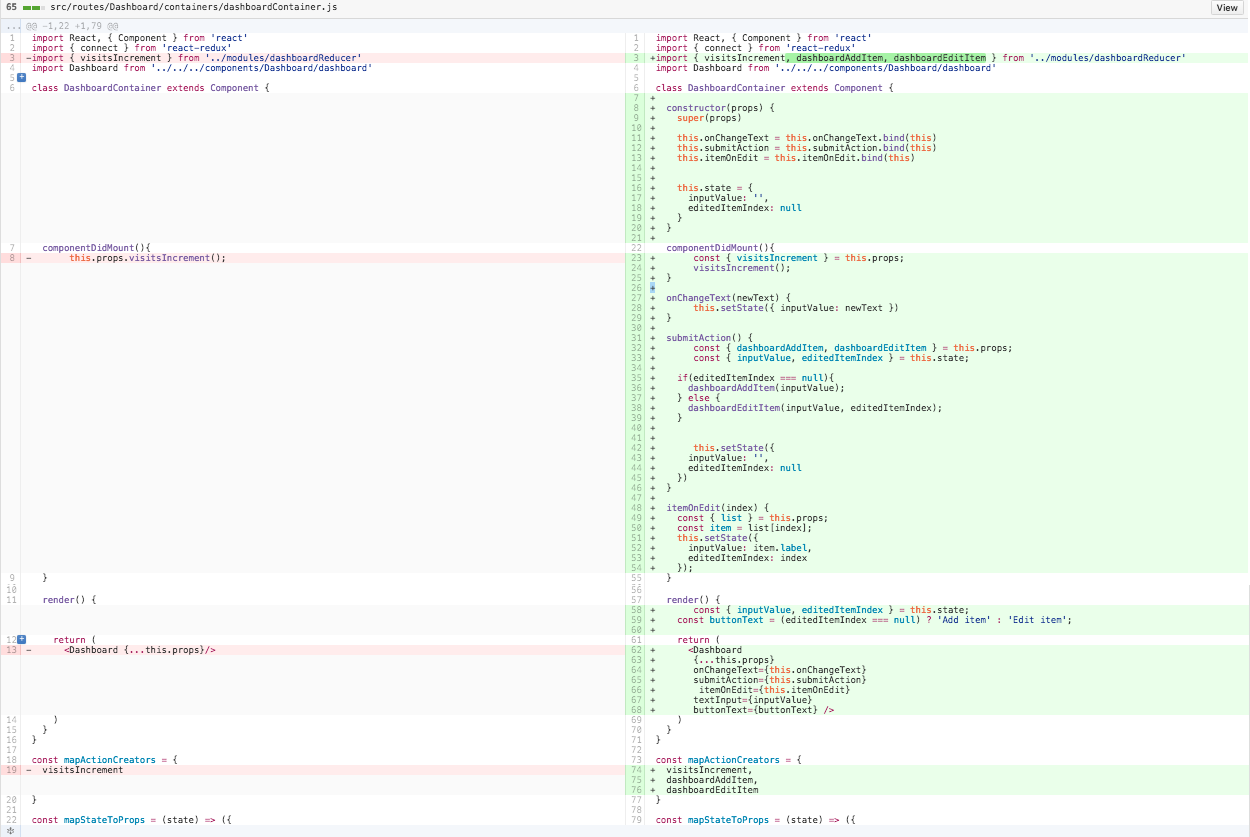 65 src/routes/Dashboard/containers/dashboardContainer.js View
... @@ -1,22 +1,79 @@
1 import React, { Component } from 'react'
2 import { connect } from 'react-redux'
3 -import { visitsIncrement } from '../modules/dashboardReducer'
4 import Dashboard from '../../../components/Dashboard/dashboard'
5 +
6 class DashboardContainer extends Component {
7 componentDidMount(){
8 - this.props.visitsIncrement();
9 }
10
11 render() {
12 + return (
13 - <Dashboard {...this.props}/>
14 )
15 }
16 }
17
18 const mapActionCreators = {
19 - visitsIncrement
20 }
21
22 const mapStateToProps = (state) => ({
1 import React, { Component } from 'react'
2 import { connect } from 'react-redux'
3 +import { visitsIncrement, dashboardAddItem, dashboardEditItem } from '../modules/dashboardReducer'
4 import Dashboard from '../../../components/Dashboard/dashboard'
5
6 class DashboardContainer extends Component {
7 +
8 + constructor(props) {
9 + super(props)
10 +
11 + this.onChangeText = this.onChangeText.bind(this)
12 + this.submitAction = this.submitAction.bind(this)
13 + this.itemOnEdit = this.itemOnEdit.bind(this)
14 +
15 +
16 + this.state = {
17 + inputValue: '',
18 + editedItemIndex: null
19 + }
20 + }
21 +
22 componentDidMount(){
23 + const { visitsIncrement } = this.props;
24 + visitsIncrement();
25 + }
26 +
27 + onChangeText(newText) {
28 + this.setState({ inputValue: newText })
29 + }
30 +
31 + submitAction() {
32 + const { dashboardAddItem, dashboardEditItem } = this.props;
33 + const { inputValue, editedItemIndex } = this.state;
34 +
35 + if(editedItemIndex === null){
36 + dashboardAddItem(inputValue);
37 + } else {
38 + dashboardEditItem(inputValue, editedItemIndex);
39 + }
40 +
41 +
42 + this.setState({
43 + inputValue: '',
44 + editedItemIndex: null
45 + })
46 + }
47 +
48 + itemOnEdit(index) {
49 + const { list } = this.props;
50 + const item = list[index];
51 + this.setState({
52 + inputValue: item.label,
53 + editedItemIndex: index
54 + });
55 }
56
57 render() {
58 + const { inputValue, editedItemIndex } = this.state;
59 + const buttonText = (editedItemIndex === null) ? 'Add item' : 'Edit item';
60 +
61 return (
62 + <Dashboard
63 + {...this.props}
64 + onChangeText={this.onChangeText}
65 + submitAction={this.submitAction}
66 + itemOnEdit={this.itemOnEdit}
67 + textInput={inputValue}
68 + buttonText={buttonText} />
69 )
70 }
71 }
72
73 const mapActionCreators = {
74 + visitsIncrement,
75 + dashboardAddItem,
76 + dashboardEditItem
77 }
78
79 const mapStateToProps = (state) => ({